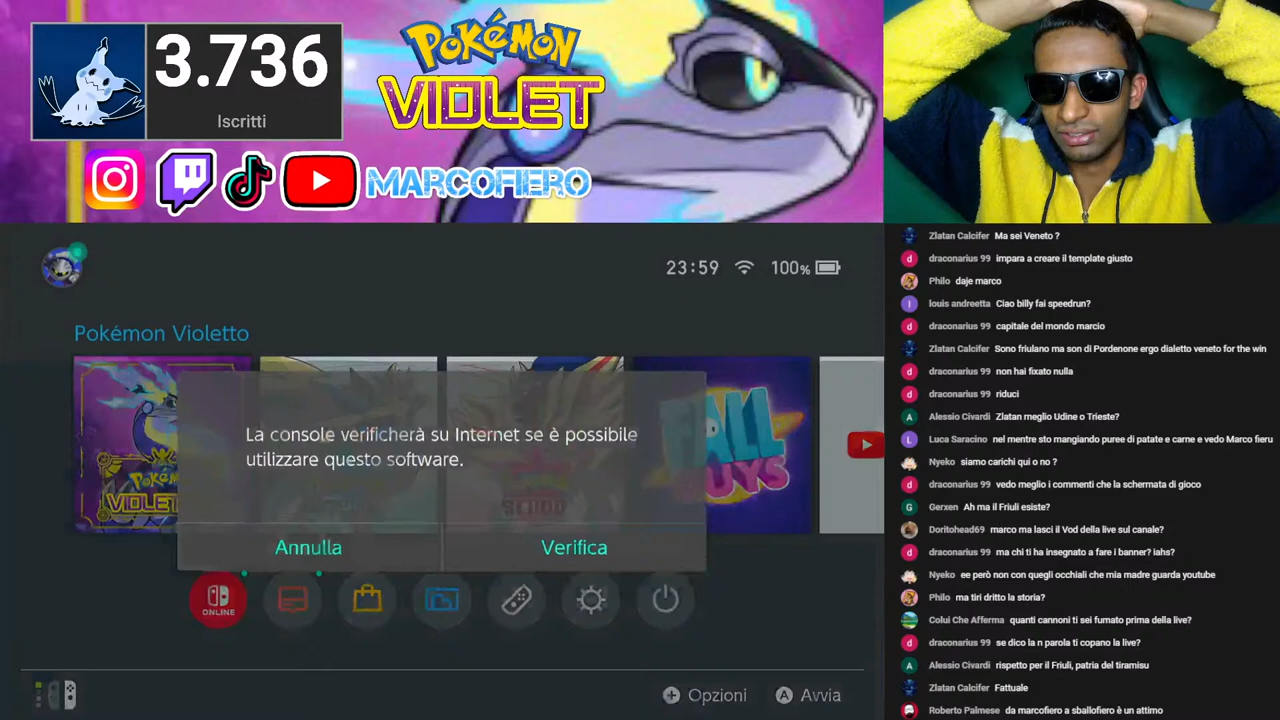 3.736
Iscritti
POKÉMON
VIOLET
MARCOFIERO
23:59
100%
Pokémon Violetto
POKÉMON
VIOLET
FALL
GUYS
La console verificherà su Internet se è possibile
utilizzare questo software.
Annulla
Verifica
ONLINE
Opzioni
A Avvia
Zlatan Calcifer Ma sei Veneto ?
d draconarius 99 impara a creare il template giusto
Philo daje marco
l louis andreetta Ciao billy fai speedrun?
d draconarius 99 capitale del mondo marcio
Zlatan Calcifer Sono friulano ma son di Pordenone ergo dialetto veneto for the win
d draconarius 99 non hai fixato nulla
d draconarius 99 riduci
A Alessio Civardi Zlatan meglio Udine o Trieste?
L Luca Saracino nel mentre sto mangiando puree di patate e carne e vedo Marco fieru
Nyeko siamo carichi qui o no ?
d draconarius 99 vedo meglio i commenti che la schermata di gioco
G Gerxen Ah ma il Friuli esiste?
Doritohead69 marco ma lasci il Vod della live sul canale?
d draconarius 99 ma chi ti ha insegnato a fare i banner? iahs?
Nyeko ee però non con quegli occhiali che mia madre guarda youtube
Philo ma tiri dritto la storia?
Colui Che Afferma quanti cannoni ti sei fumato prima della live?
d draconarius 99 se dico la n parola ti copano la live?
A Alessio Civardi rispetto per il Friuli, patria del tiramisu
Zlatan Calcifer Fattuale
Roberto Palmese da marcofiero a sballofiero è un attimo